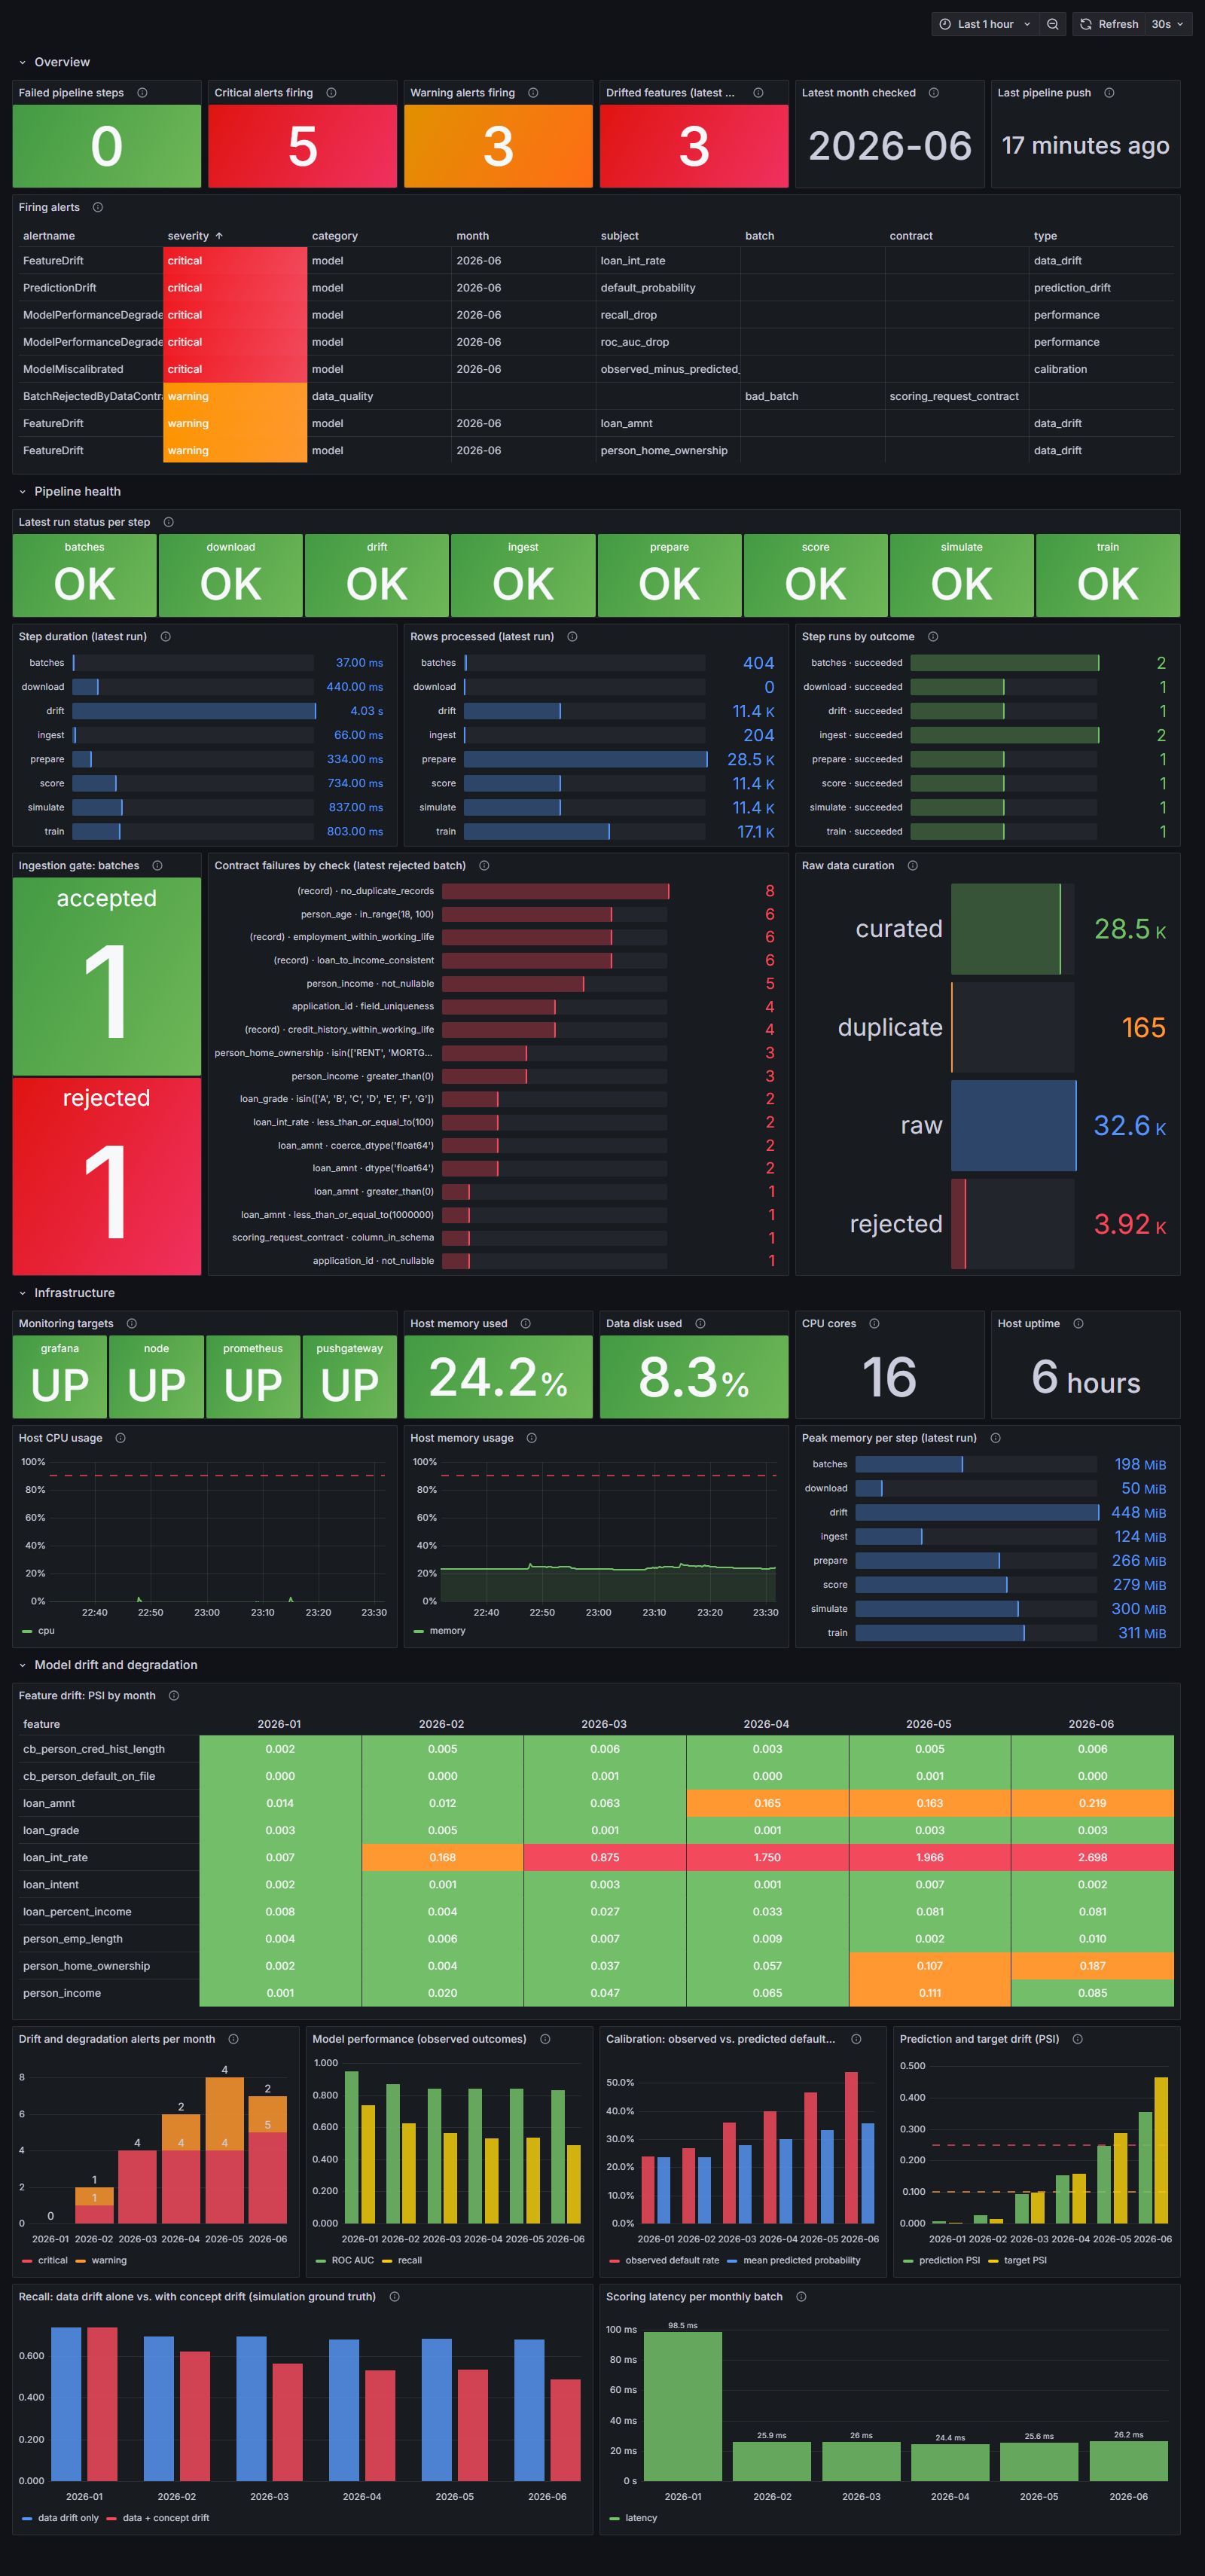 Last 1 hour Refresh 30s
Overview
Failed pipeline steps Critical alerts firing Warning alerts firing Drifted features (latest ... Latest month checked Last pipeline push
0 5 3 3 2026-06 17 minutes ago
Firing alerts
alertname severity category month subject batch contract type
FeatureDrift critical model 2026-06 loan_int_rate data_drift
PredictionDrift critical model 2026-06 default_probability prediction_drift
ModelPerformanceDegrade critical model 2026-06 recall_drop performance
ModelPerformanceDegrade critical model 2026-06 roc_auc_drop performance
ModelMiscalibrated critical model 2026-06 observed_minus_predicted_ calibration
BatchRejectedByDataContra warning data_quality bad_batch scoring_request_contract
FeatureDrift warning model 2026-06 loan_amnt data_drift
FeatureDrift warning model 2026-06 person_home_ownership data_drift
Pipeline health
Latest run status per step
batches download drift ingest prepare score simulate train
OK OK OK OK OK OK OK OK
Step duration (latest run)
batches 37.00 ms
download 440.00 ms
drift 4.03 s
ingest 66.00 ms
prepare 334.00 ms
score 734.00 ms
simulate 837.00 ms
train 803.00 ms
Rows processed (latest run)
batches 404
download 0
drift 11.4 K
ingest 204
prepare 28.5 K
score 11.4 K
simulate 11.4 K
train 17.1 K
Step runs by outcome
batches · succeeded 2
download · succeeded 1
drift · succeeded 1
ingest · succeeded 2
prepare · succeeded 1
score · succeeded 1
simulate · succeeded 1
train · succeeded 1
Ingestion gate: batches
accepted
1
rejected
1
Contract failures by check (latest rejected batch)
(record) · no_duplicate_records 8
person_age · in_range(18, 100) 6
(record) · employment_within_working_life 6
(record) · loan_to_income_consistent 6
person_income · not_nullable 5
application_id · field_uniqueness 4
(record) · credit_history_within_working_life 4
person_home_ownership · isin(['RENT', 'MORTG... 3
person_income · greater_than(0) 3
loan_grade · isin(['A', 'B', 'C', 'D', 'E', 'F', 'G']) 2
loan_int_rate · less_than_or_equal_to(100) 2
loan_amnt · coerce_dtype('float64') 2
loan_amnt · dtype('float64') 2
loan_amnt · greater_than(0) 1
loan_amnt · less_than_or_equal_to(1000000) 1
scoring_request_contract · column_in_schema 1
application_id · not_nullable 1
Raw data curation
curated 28.5 K
duplicate 165
raw 32.6 K
rejected 3.92 K
Infrastructure
Monitoring targets Host memory used Data disk used CPU cores Host uptime
grafana node prometheus pushgateway
UP UP UP UP 24.2% 8.3% 16 6 hours
Host CPU usage
100%
80%
60%
40%
20%
0%
22:40 22:50 23:00 23:10 23:20 23:30
cpu
Host memory usage
100%
80%
60%
40%
20%
0%
22:40 22:50 23:00 23:10 23:20 23:30
memory
Peak memory per step (latest run)
batches 198 MiB
download 50 MiB
drift 448 MiB
ingest 124 MiB
prepare 266 MiB
score 279 MiB
simulate 300 MiB
train 311 MiB
Model drift and degradation
Feature drift: PSI by month
feature 2026-01 2026-02 2026-03 2026-04 2026-05 2026-06
cb_person_cred_hist_length 0.002 0.005 0.006 0.003 0.005 0.006
cb_person_default_on_file 0.000 0.000 0.001 0.000 0.001 0.000
loan_amnt 0.014 0.012 0.063 0.165 0.163 0.219
loan_grade 0.003 0.005 0.001 0.001 0.003 0.003
loan_int_rate 0.007 0.168 0.875 1.750 1.966 2.698
loan_intent 0.002 0.001 0.003 0.001 0.007 0.002
loan_percent_income 0.008 0.004 0.027 0.033 0.081 0.081
person_emp_length 0.004 0.006 0.007 0.009 0.002 0.010
person_home_ownership 0.002 0.004 0.037 0.057 0.107 0.187
person_income 0.001 0.020 0.047 0.065 0.111 0.085
Drift and degradation alerts per month
8
6
4
2
0
0 1 1 4 2 4 4 4 2 5
2026-01 2026-02 2026-03 2026-04 2026-05 2026-06
critical warning
Model performance (observed outcomes)
1.000
0.800
0.600
0.400
0.200
0.000
2026-01 2026-02 2026-03 2026-04 2026-05 2026-06
ROC AUC recall
Calibration: observed vs. predicted default...
50.0%
40.0%
30.0%
20.0%
10.0%
0.0%
2026-01 2026-02 2026-03 2026-04 2026-05 2026-06
observed default rate mean predicted probability
Prediction and target drift (PSI)
0.500
0.400
0.300
0.200
0.100
0.000
2026-01 2026-02 2026-03 2026-04 2026-05 2026-06
prediction PSI target PSI
Recall: data drift alone vs. with concept drift (simulation ground truth)
0.600
0.400
0.200
0.000
2026-01 2026-02 2026-03 2026-04 2026-05 2026-06
data drift only data + concept drift
Scoring latency per monthly batch
100 ms
80 ms
60 ms
40 ms
20 ms
0 s
98.5 ms 25.9 ms 26 ms 24.4 ms 25.6 ms 26.2 ms
2026-01 2026-02 2026-03 2026-04 2026-05 2026-06
latency